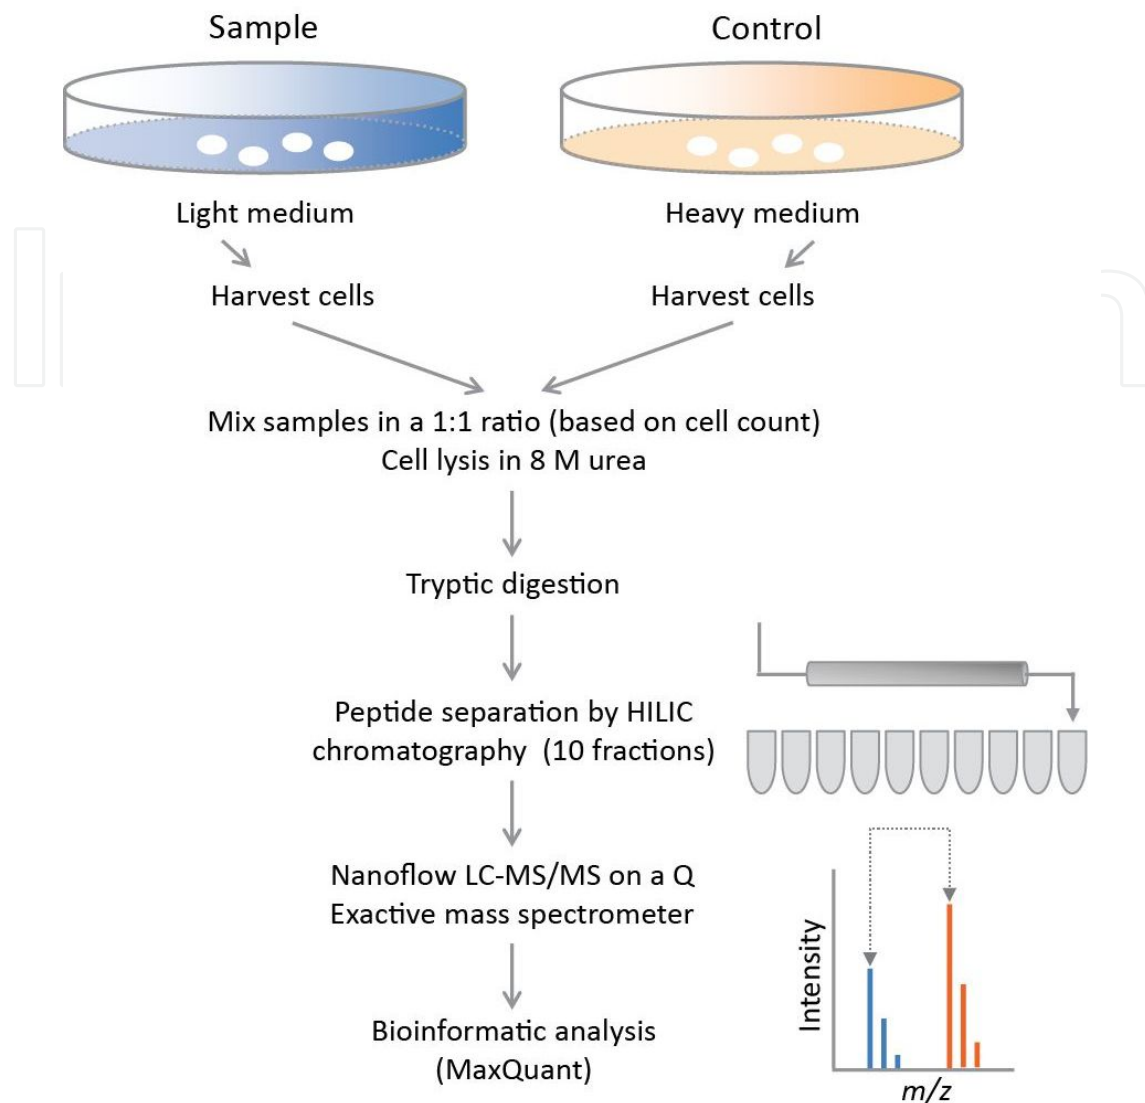 Sample
Control
Light medium
Heavy medium
Harvest cells
Harvest cells
Mix samples in a 1:1 ratio (based on cell count)
Cell lysis in 8 M urea
Tryptic digestion
Peptide separation by HILIC
chromatography (10 fractions)
Nanoflow LC-MS/MS on a Q
Exactive mass spectrometer
Bioinformatic analysis
(MaxQuant)
Intensity
m/z